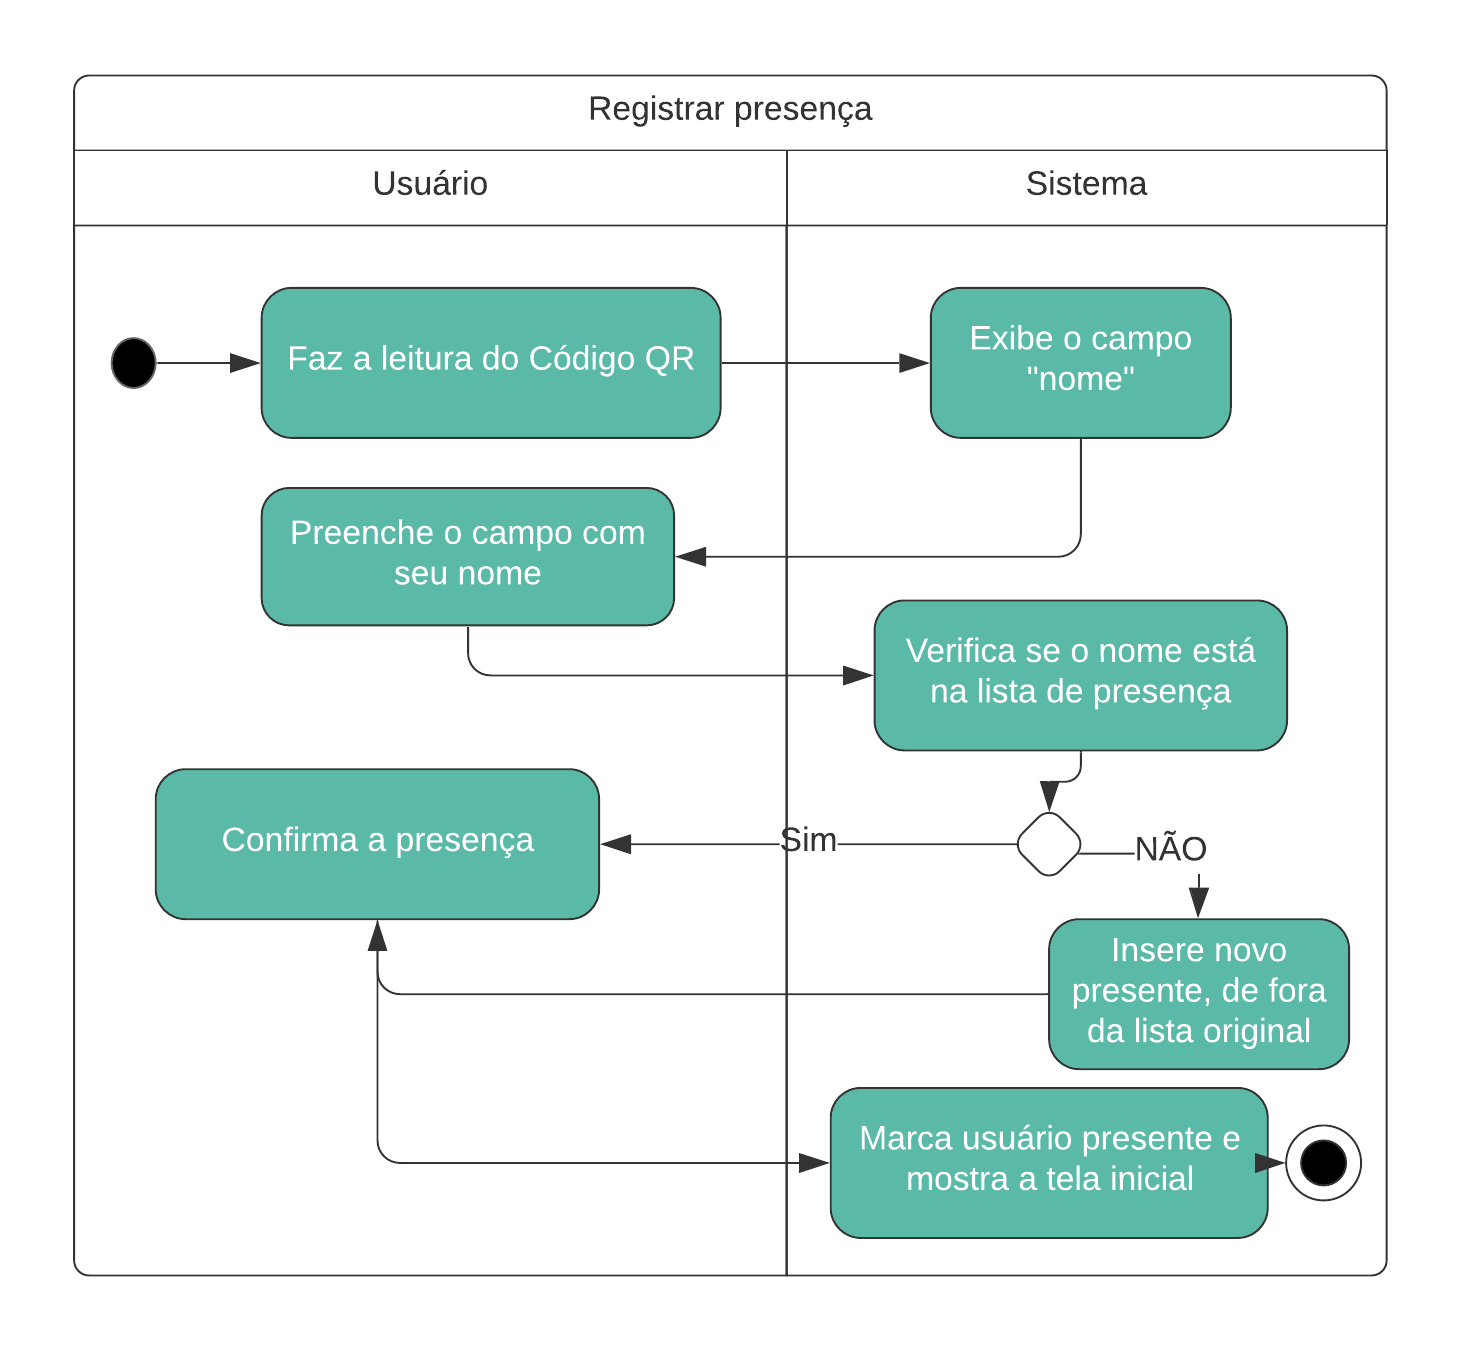 Registrar presença
Usuário
Sistema
Faz a leitura do Código QR
Exibe o campo
"nome"
Preenche o campo com
seu nome
Verifica se o nome está
na lista de presença
Confirma a presença
Sim
NÃO
Insere novo
presente, de fora
da lista original
Marca usuário presente e
mostra a tela inicial